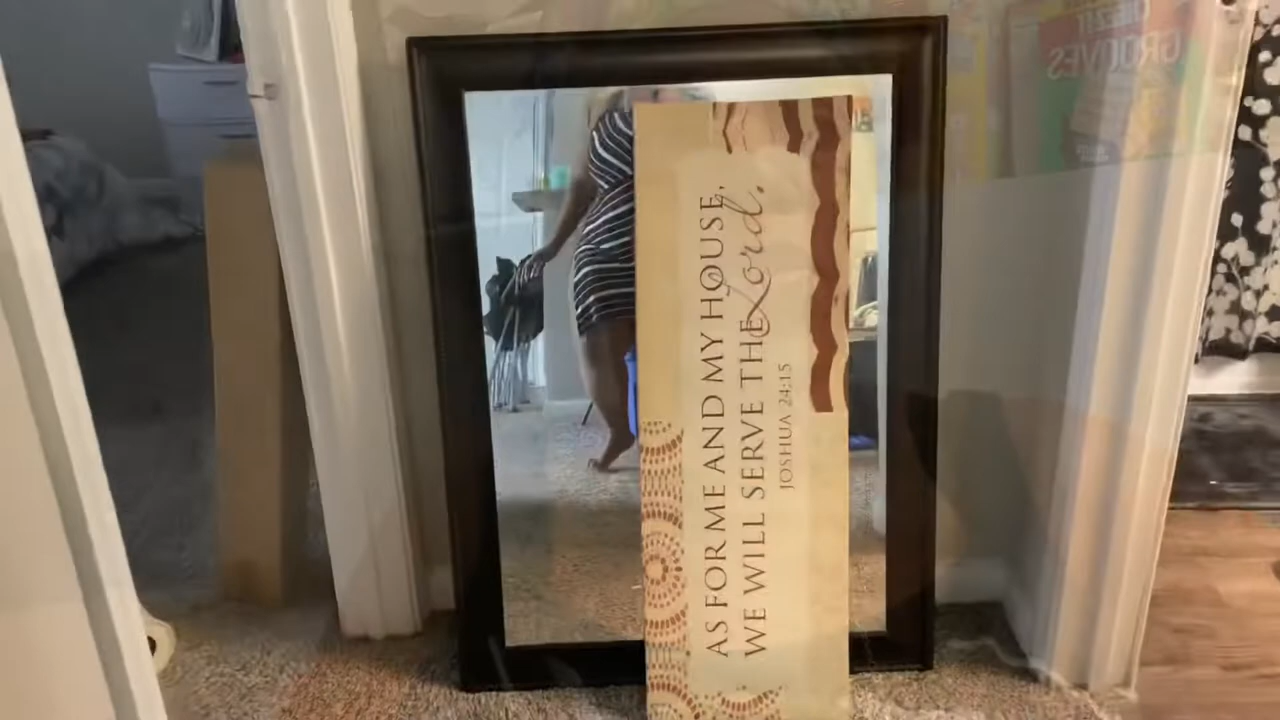 AS FOR ME AND MY HOUSE,
WE WILL SERVE THE Lord.
JOSHUA 24:15
GROOVES